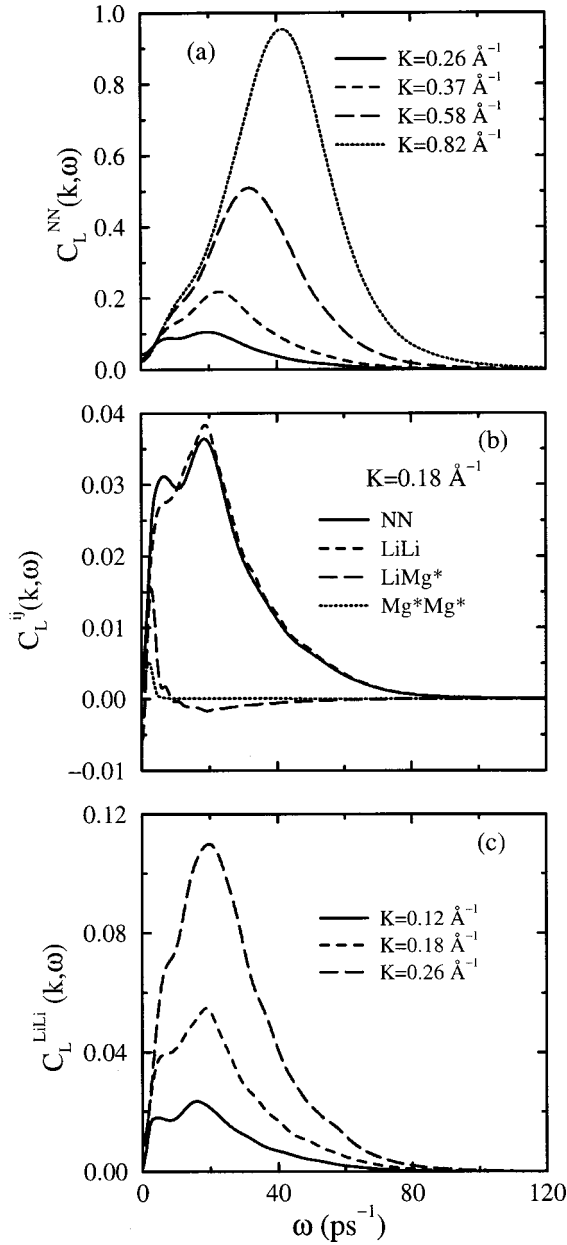 1.0
0.8
0.6
0.4
0.2
0.0
C_L^NN(k,ω)
(a)
K=0.26 Å⁻¹
K=0.37 Å⁻¹
K=0.58 Å⁻¹
K=0.82 Å⁻¹
0.04
0.03
0.02
0.01
0.00
−0.01
C_L^ij(k,ω)
(b)
K=0.18 Å⁻¹
NN
LiLi
LiMg*
Mg*Mg*
0.12
0.08
0.04
0.00
C_L^LiLi(k,ω)
(c)
K=0.12 Å⁻¹
K=0.18 Å⁻¹
K=0.26 Å⁻¹
0 40 80 120
ω (ps⁻¹)